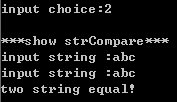 input choice:2
***show strCompare***
input string :abc
input string :abc
two string equal!